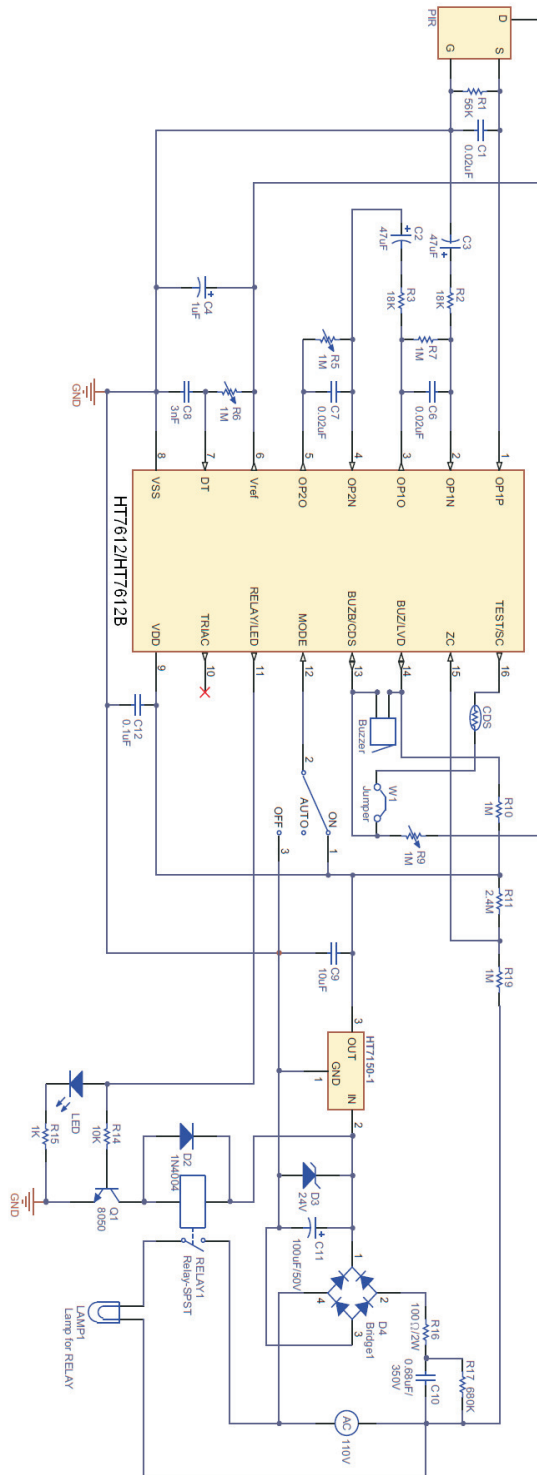 PIR
D
G
S
R1
56K
C1
0.02uF
C2
47uF
C3
47uF
R3
18K
R2
18K
C4
1uF
R5
1M
R7
1M
C8
3nF
R6
1M
C7
0.02uF
C6
0.02uF
GND
8
7
6
5
4
3
2
1
VSS
DT
Vref
OP2O
OP2N
OP1O
OP1N
OP1P
HT7612/HT7612B
VDD
TRIAC
RELAY/LED
MODE
BUZB/CDS
BUZ/LVD
ZC
TEST/SC
9
10
11
12
13
14
15
16
C12
0.1uF
Buzzer
CDS
2
W1
Jumper
R10
1M
OFF
AUTO
ON
3
1
R9
1M
R11
2.4M
C9
10uF
R19
1M
HT7150-1
3
OUT
GND
1
IN
2
LED
R15
1K
R14
10K
D2
1N4004
Q1
8050
GND
RELAY1
Relay-SPST
D3
24V
C11
100uF/50V
1
2
4
3
D4
Bridge1
R16
100Ω/2W
R17
680K
C10
0.68uF/
350V
LAMP1
Lamp for RELAY
AC
110V